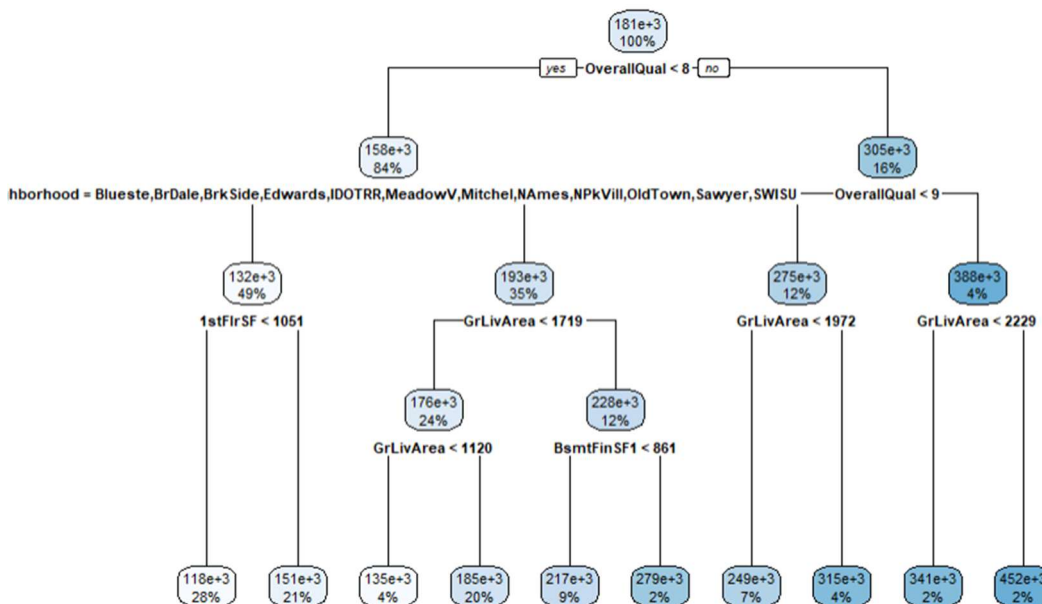 181e+3
100%
yes OverallQual < 8 no
158e+3
84%
305e+3
16%
hborhood = Blueste,BrDale,BrkSide,Edwards,IDOTRR,MeadowV,Mitchel,NAmes,NPkVill,OldTown,Sawyer,SWISU OverallQual < 9
132e+3
49%
193e+3
35%
275e+3
12%
388e+3
4%
1stFlrSF < 1051
GrLivArea < 1719
GrLivArea < 1972
GrLivArea < 2229
176e+3
24%
228e+3
12%
GrLivArea < 1120
BsmtFinSF1 < 861
118e+3
28%
151e+3
21%
135e+3
4%
185e+3
20%
217e+3
9%
279e+3
2%
249e+3
7%
315e+3
4%
341e+3
2%
452e+3
2%